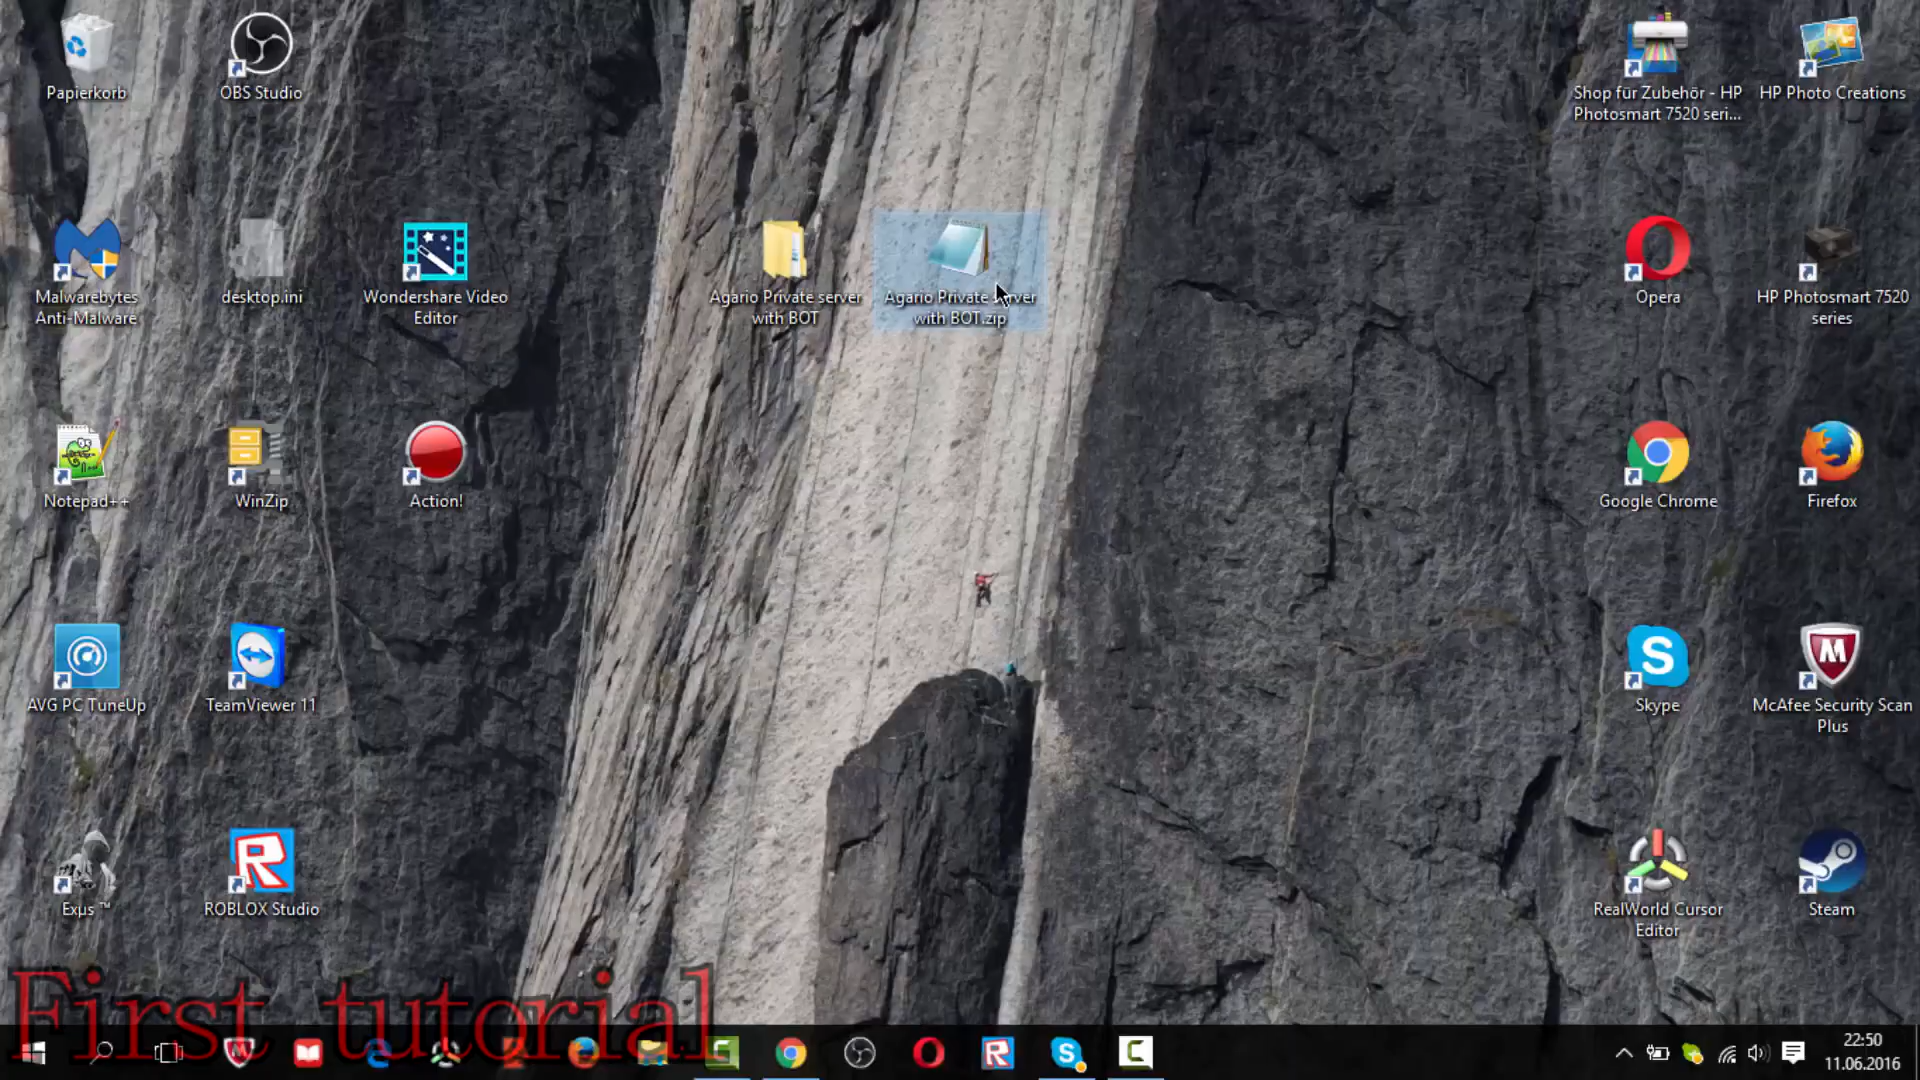 Papierkorb
OBS Studio
Shop für Zubehör - HP
Photosmart 7520 seri...
HP Photo Creations
Malwarebytes
Anti-Malware
desktop.ini
Wondershare Video
Editor
Agario Private server
with BOT
Agario Private server
with BOT.zip
Opera
HP Photosmart 7520
series
Notepad++
WinZip
Action!
Google Chrome
Firefox
AVG PC TuneUp
TeamViewer 11
Skype
McAfee Security Scan
Plus
Exµs ™
ROBLOX Studio
RealWorld Cursor
Editor
Steam
First tutorial
22:50
11.06.2016